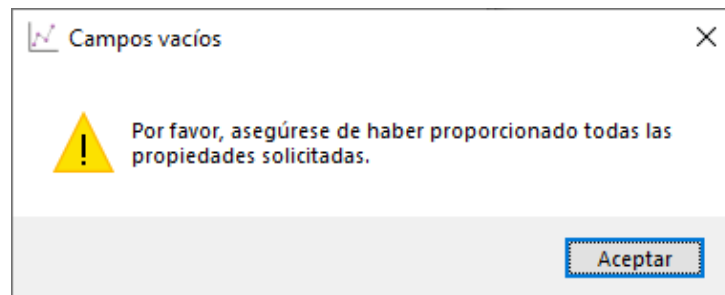 Campos vacíos
Por favor, asegúrese de haber proporcionado todas las
propiedades solicitadas.
Aceptar